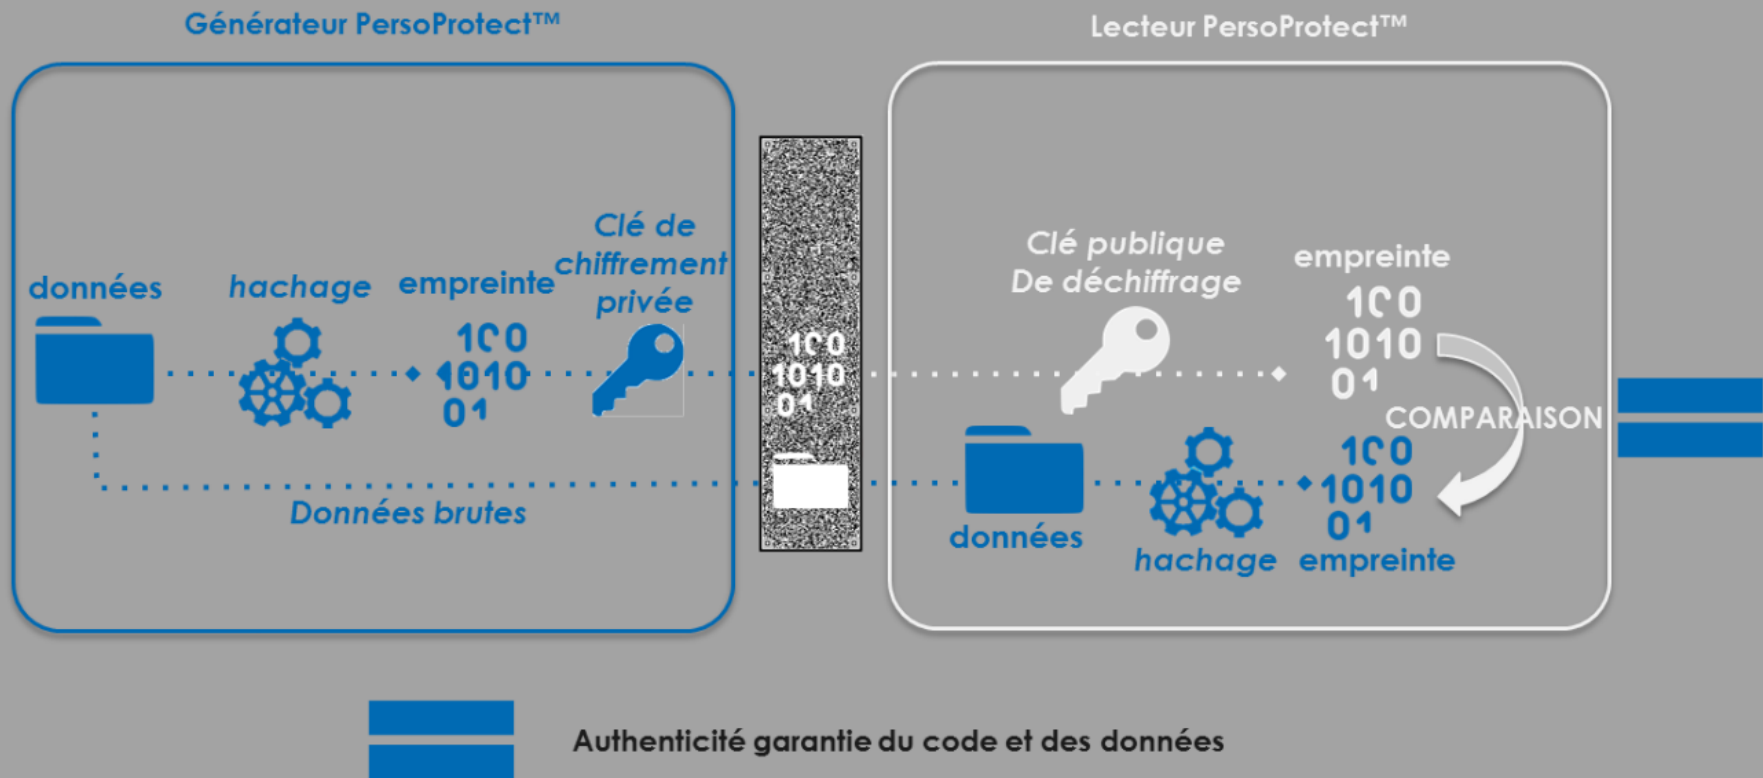 Générateur PersoProtect™
Lecteur PersoProtect™
données
hachage
empreinte
Clé de
chiffrement
privée
100
1010
01
Données brutes
100
1010
01
Clé publique
De déchiffrage
empreinte
100
1010
01
COMPARAISON
données
hachage
100
1010
01
empreinte
Authenticité garantie du code et des données